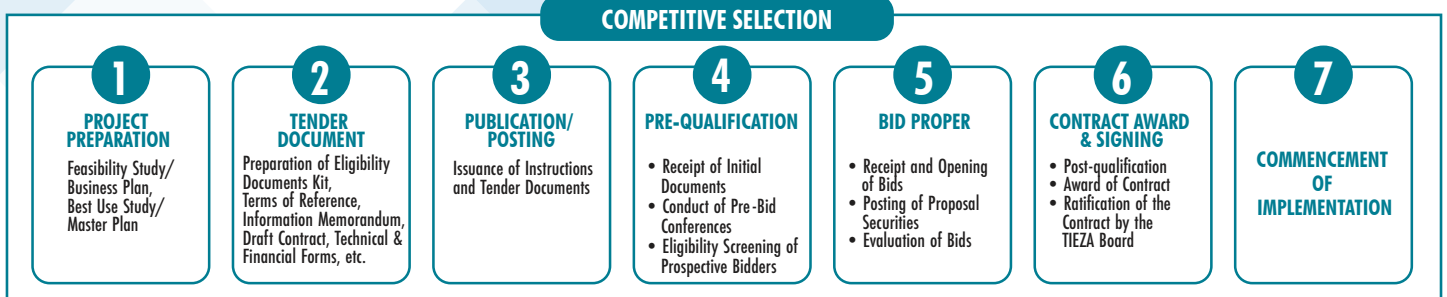 COMPETITIVE SELECTION
1
PROJECT
PREPARATION
Feasibility Study/
Business Plan,
Best Use Study/
Master Plan
2
TENDER
DOCUMENT
Preparation of Eligibility
Documents Kit,
Terms of Reference,
Information Memorandum,
Draft Contract, Technical &
Financial Forms, etc.
3
PUBLICATION/
POSTING
Issuance of Instructions
and Tender Documents
4
PRE-QUALIFICATION
• Receipt of Initial
Documents
• Conduct of Pre-Bid
Conferences
• Eligibility Screening of
Prospective Bidders
5
BID PROPER
• Receipt and Opening
of Bids
• Posting of Proposal
Securities
• Evaluation of Bids
6
CONTRACT AWARD
& SIGNING
• Post-qualification
• Award of Contract
• Ratification of the
Contract by the
TIEZA Board
7
COMMENCEMENT
OF
IMPLEMENTATION